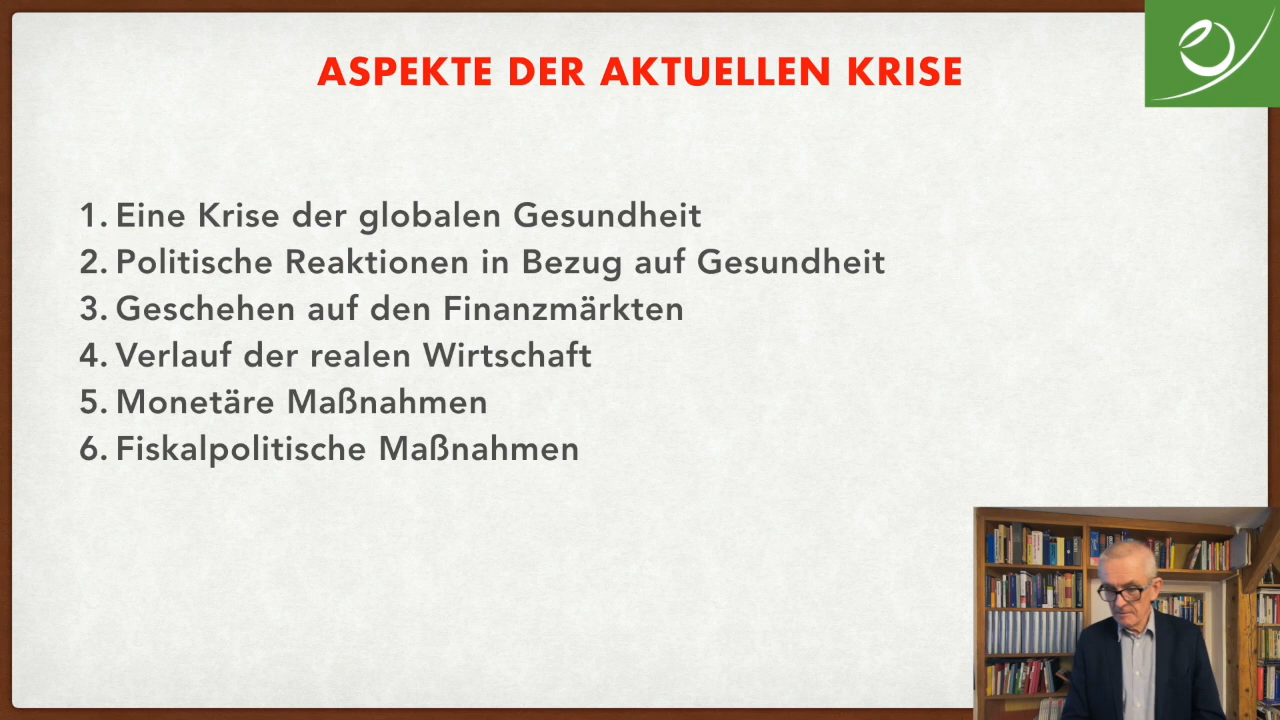 ASPEKTE DER AKTUELLEN KRISE
1. Eine Krise der globalen Gesundheit
2. Politische Reaktionen in Bezug auf Gesundheit
3. Geschehen auf den Finanzmärkten
4. Verlauf der realen Wirtschaft
5. Monetäre Maßnahmen
6. Fiskalpolitische Maßnahmen